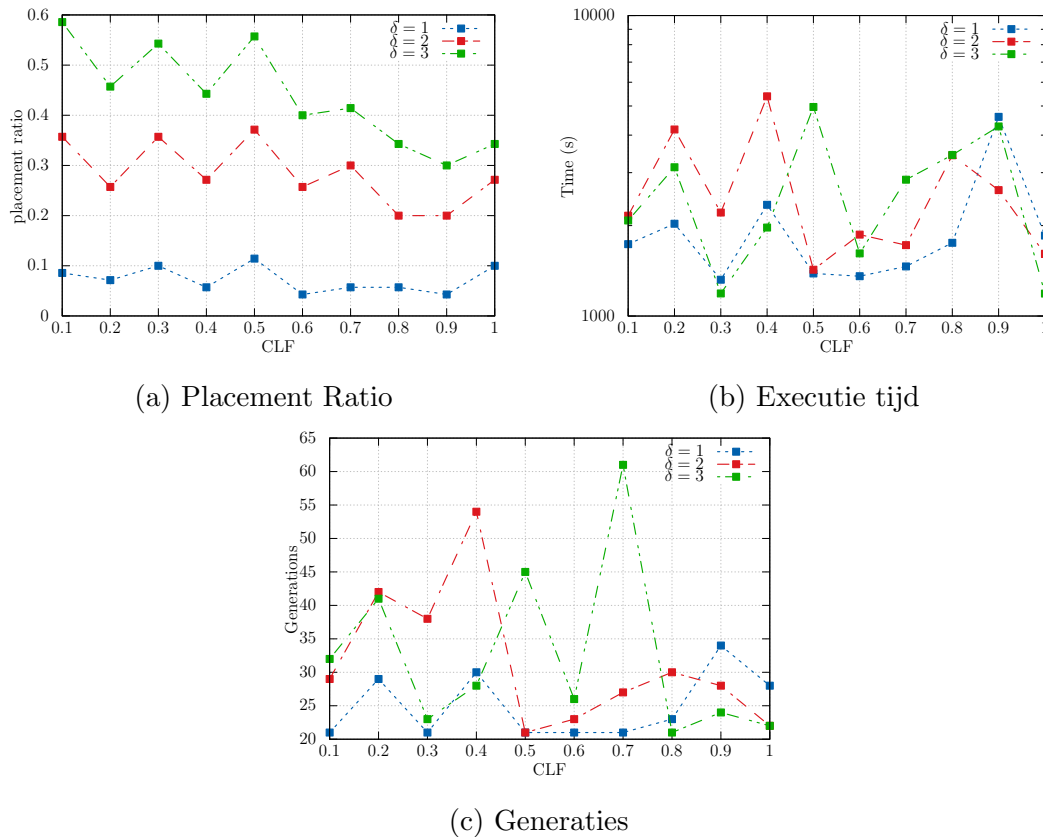 placement ratio
0.6
0.5
0.4
0.3
0.2
0.1
0
0.1 0.2 0.3 0.4 0.5 0.6 0.7 0.8 0.9 1
CLF
δ = 1
δ = 2
δ = 3
(a) Placement Ratio
Time (s)
10000
1000
0.1 0.2 0.3 0.4 0.5 0.6 0.7 0.8 0.9 1
CLF
δ = 1
δ = 2
δ = 3
(b) Executie tijd
Generations
65
60
55
50
45
40
35
30
25
20
0.1 0.2 0.3 0.4 0.5 0.6 0.7 0.8 0.9 1
CLF
δ = 1
δ = 2
δ = 3
(c) Generaties